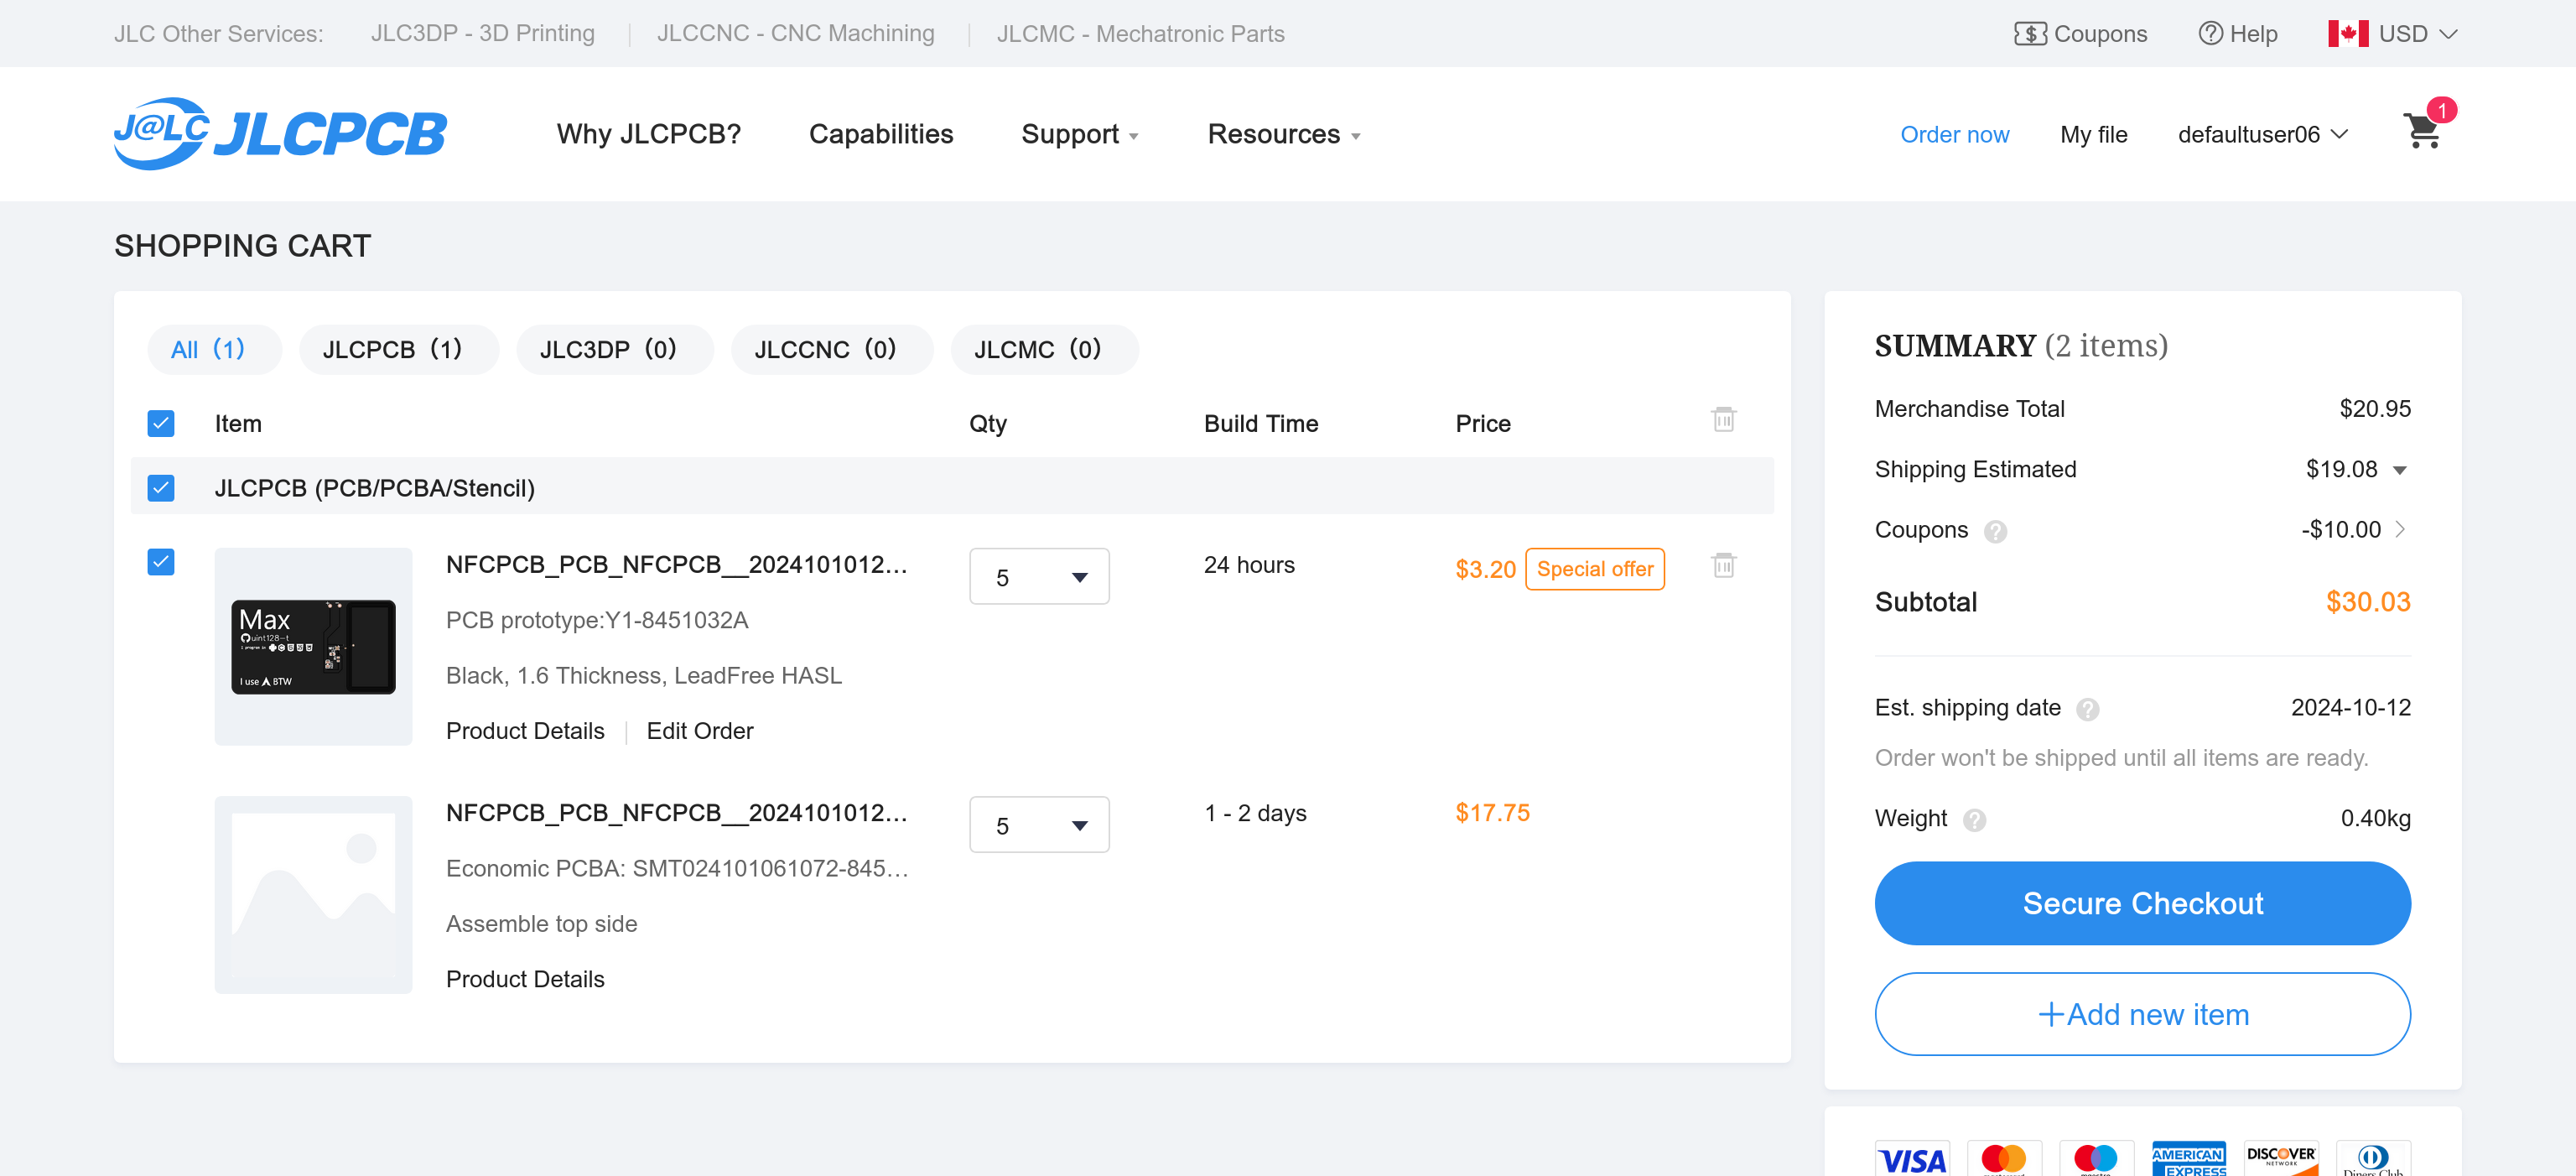 JLC Other Services: JLC3DP - 3D Printing JLCCNC - CNC Machining JLCMC - Mechatronic Parts Coupons Help USD
J@LC JLCPCB Why JLCPCB? Capabilities Support Resources Order now My file defaultuser06 1
SHOPPING CART
All (1) JLCPCB (1) JLC3DP (0) JLCCNC (0) JLCMC (0)
Item Qty Build Time Price
JLCPCB (PCB/PCBA/Stencil)
NFCPCB_PCB_NFCPCB__2024101012... 5 24 hours $3.20 Special offer
PCB prototype:Y1-8451032A
Black, 1.6 Thickness, LeadFree HASL
Product Details Edit Order
Max
uint128-t
I use BTW
NFCPCB_PCB_NFCPCB__2024101012... 5 1 - 2 days $17.75
Economic PCBA: SMT024101061072-845...
Assemble top side
Product Details
SUMMARY (2 items)
Merchandise Total $20.95
Shipping Estimated $19.08
Coupons ? -$10.00
Subtotal $30.03
Est. shipping date ? 2024-10-12
Order won't be shipped until all items are ready.
Weight ? 0.40kg
Secure Checkout
+Add new item
VISA AMERICAN EXPRESS DISCOVER NETWORK Diners Club